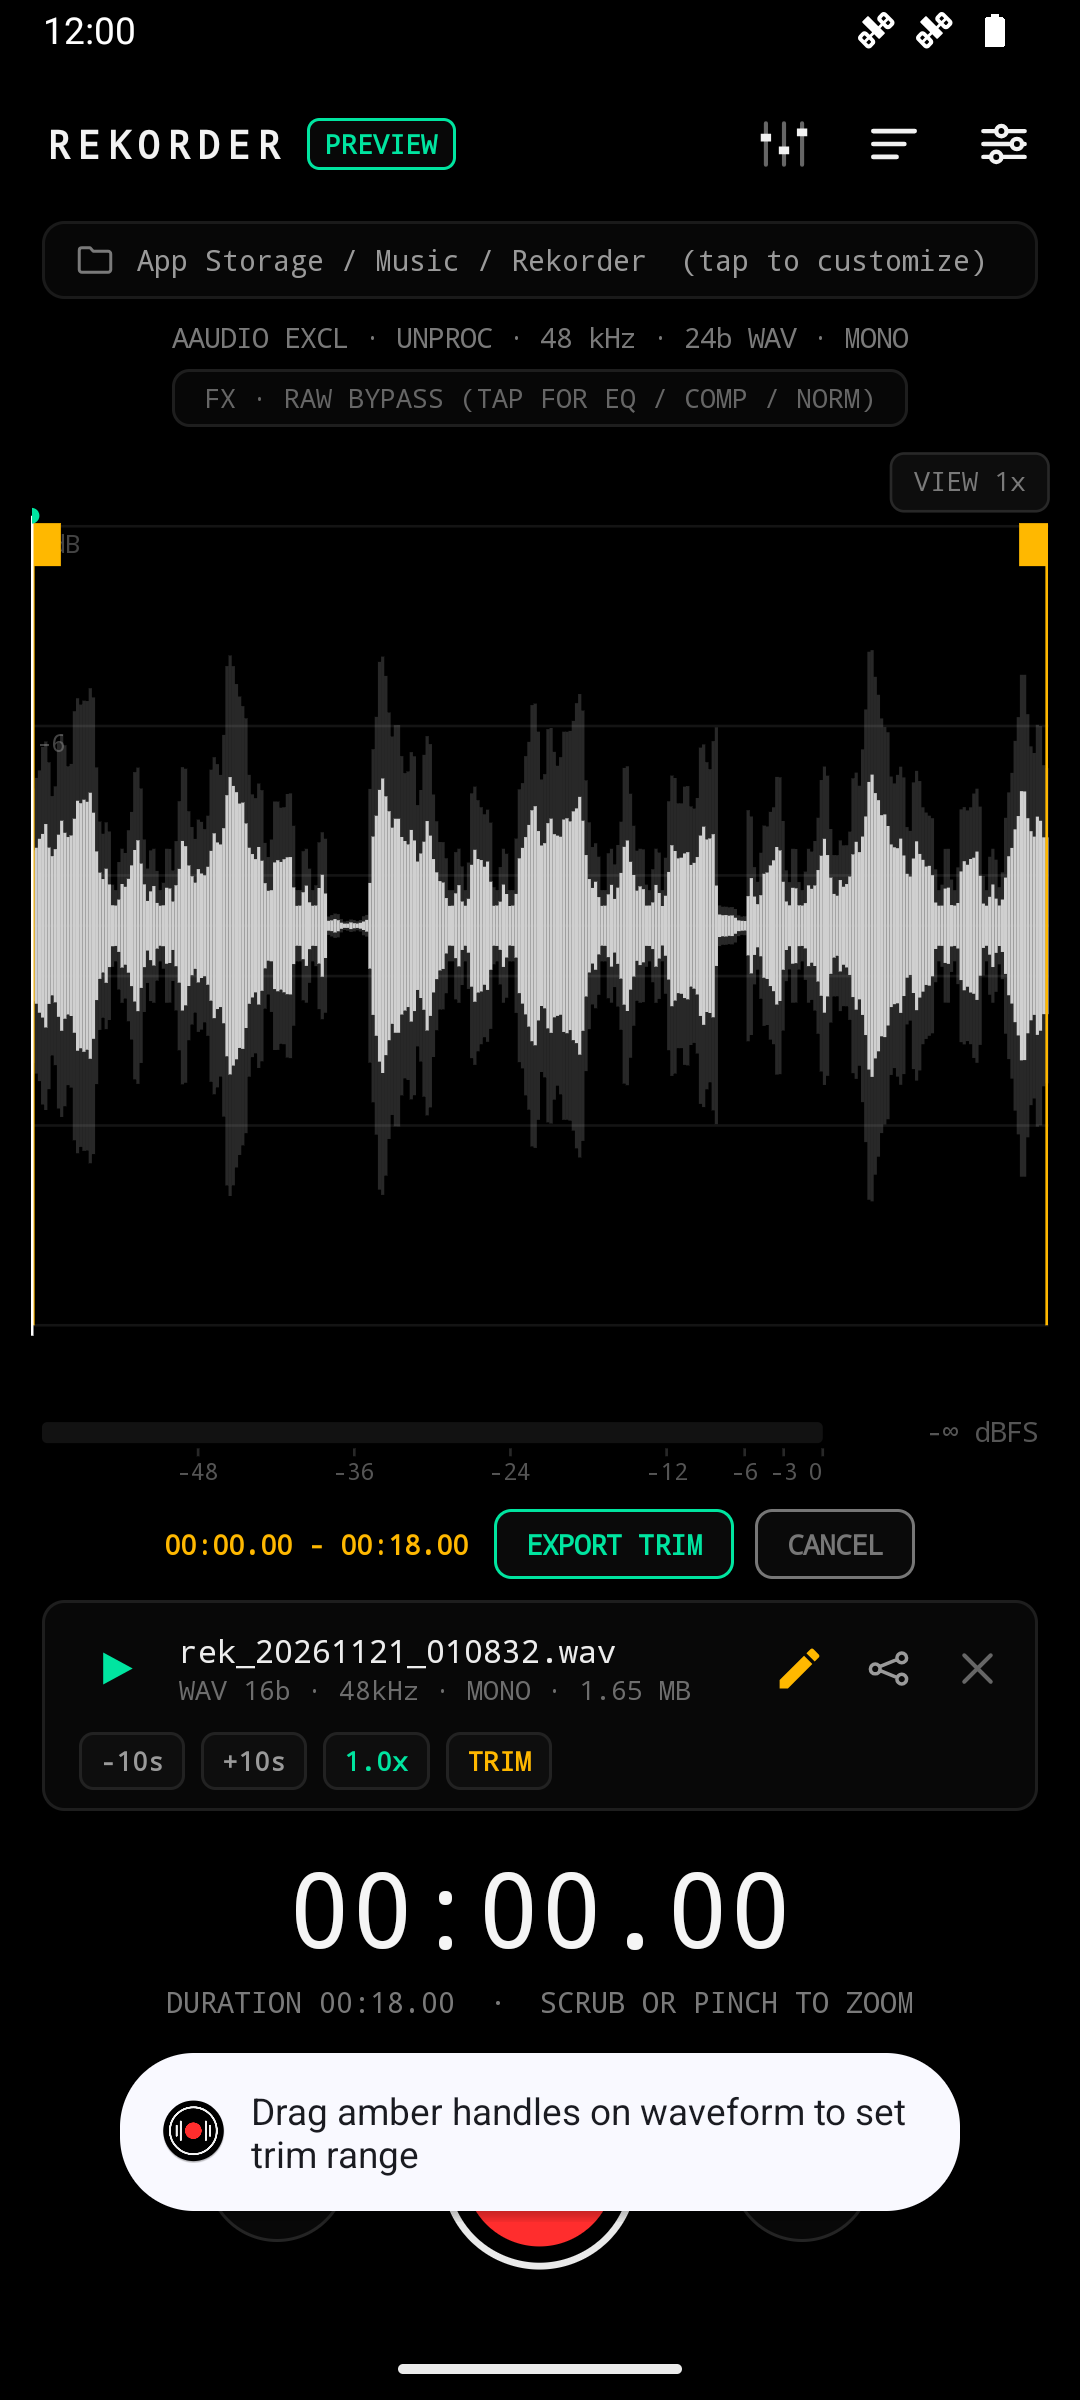 12:00
REKORDER PREVIEW
App Storage / Music / Rekorder (tap to customize)
AAUDIO EXCL · UNPROC · 48 kHz · 24b WAV · MONO
FX · RAW BYPASS (TAP FOR EQ / COMP / NORM)
VIEW 1x
dB
-6
-∞ dBFS
-48 -36 -24 -12 -6 -3 0
00:00.00 - 00:18.00 EXPORT TRIM CANCEL
rek_20261121_010832.wav
WAV 16b · 48kHz · MONO · 1.65 MB
-10s +10s 1.0x TRIM
00:00.00
DURATION 00:18.00 · SCRUB OR PINCH TO ZOOM
Drag amber handles on waveform to set
trim range